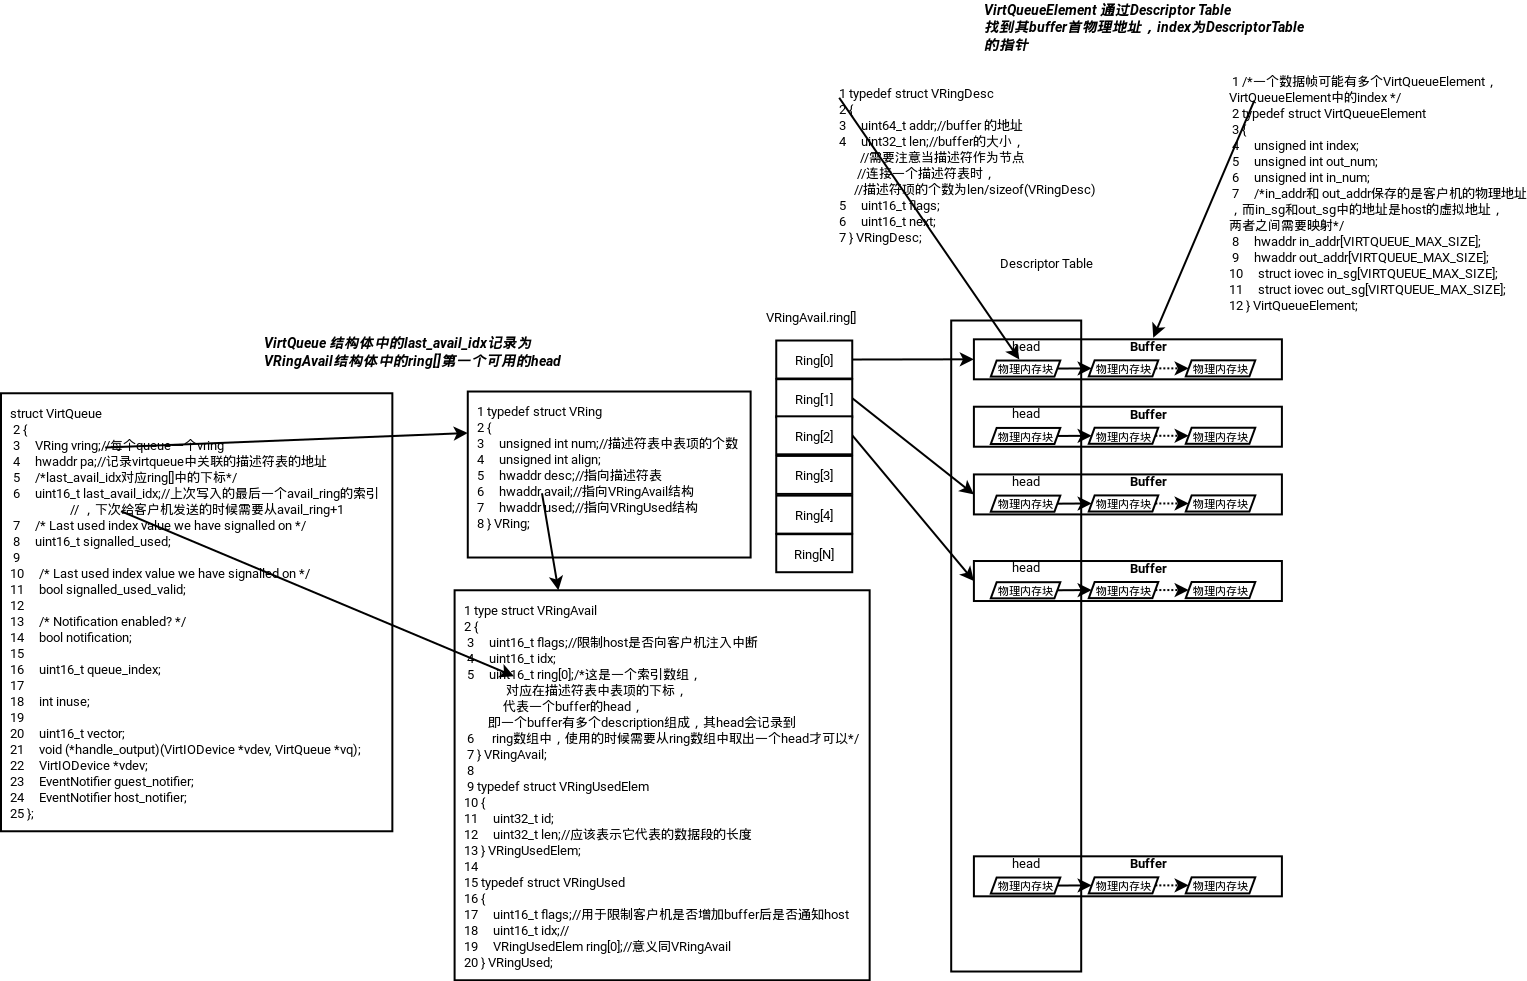 VirtQueueElement 通过Descriptor Table
找到其buffer首物理地址，index为DescriptorTable
的指针
1 typedef struct VRingDesc
2 {
3 uint64_t addr;//buffer 的地址
4 uint32_t len;//buffer的大小，
//需要注意当描述符作为节点
//连接一个描述符表时，
//描述符项的个数为len/sizeof(VRingDesc)
5 uint16_t flags;
6 uint16_t next;
7 } VRingDesc;
1 /*一个数据帧可能有多个VirtQueueElement，
VirtQueueElement中的index */
2 typedef struct VirtQueueElement
3 {
4 unsigned int index;
5 unsigned int out_num;
6 unsigned int in_num;
7 /*in_addr和 out_addr保存的是客户机的物理地址
，而in_sg和out_sg中的地址是host的虚拟地址，
两者之间需要映射*/
8 hwaddr in_addr[VIRTQUEUE_MAX_SIZE];
9 hwaddr out_addr[VIRTQUEUE_MAX_SIZE];
10 struct iovec in_sg[VIRTQUEUE_MAX_SIZE];
11 struct iovec out_sg[VIRTQUEUE_MAX_SIZE];
12 } VirtQueueElement;
Descriptor Table
VRingAvail.ring[]
VirtQueue 结构体中的last_avail_idx记录为
VRingAvail结构体中的ring[]第一个可用的head
struct VirtQueue
2 {
3 VRing vring;//每个queue一个vring
4 hwaddr pa;//记录virtqueue中关联的描述符表的地址
5 /*last_avail_idx对应ring[]中的下标*/
6 uint16_t last_avail_idx;//上次写入的最后一个avail_ring的索引
// ，下次给客户机发送的时候需要从avail_ring+1
7 /* Last used index value we have signalled on */
8 uint16_t signalled_used;
9
10 /* Last used index value we have signalled on */
11 bool signalled_used_valid;
12
13 /* Notification enabled? */
14 bool notification;
15
16 uint16_t queue_index;
17
18 int inuse;
19
20 uint16_t vector;
21 void (*handle_output)(VirtIODevice *vdev, VirtQueue *vq);
22 VirtIODevice *vdev;
23 EventNotifier guest_notifier;
24 EventNotifier host_notifier;
25 };
1 typedef struct VRing
2 {
3 unsigned int num;//描述符表中表项的个数
4 unsigned int align;
5 hwaddr desc;//指向描述符表
6 hwaddr avail;//指向VRingAvail结构
7 hwaddr used;//指向VRingUsed结构
8 } VRing;
1 type struct VRingAvail
2 {
3 uint16_t flags;//限制host是否向客户机注入中断
4 uint16_t idx;
5 uint16_t ring[0];/*这是一个索引数组，
对应在描述符表中表项的下标，
代表一个buffer的head，
即一个buffer有多个description组成，其head会记录到
6 ring数组中，使用的时候需要从ring数组中取出一个head才可以*/
7 } VRingAvail;
8
9 typedef struct VRingUsedElem
10 {
11 uint32_t id;
12 uint32_t len;//应该表示它代表的数据段的长度
13 } VRingUsedElem;
14
15 typedef struct VRingUsed
16 {
17 uint16_t flags;//用于限制客户机是否增加buffer后是否通知host
18 uint16_t idx;//
19 VRingUsedElem ring[0];//意义同VRingAvail
20 } VRingUsed;
Ring[0]
Ring[1]
Ring[2]
Ring[3]
Ring[4]
Ring[N]
head Buffer
物理内存块 物理内存块 物理内存块
head Buffer
物理内存块 物理内存块 物理内存块
head Buffer
物理内存块 物理内存块 物理内存块
head Buffer
物理内存块 物理内存块 物理内存块
head Buffer
物理内存块 物理内存块 物理内存块